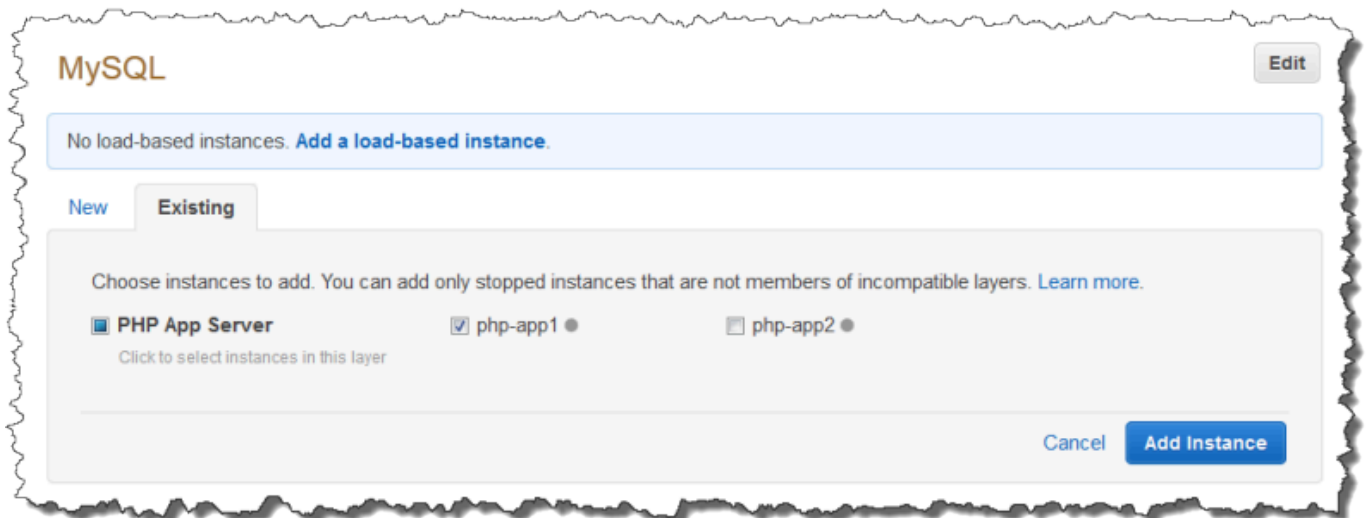 MySQL
Edit
No load-based instances. Add a load-based instance.
New
Existing
Choose instances to add. You can add only stopped instances that are not members of incompatible layers. Learn more.
PHP App Server php-app1 php-app2
Click to select instances in this layer
Cancel Add Instance